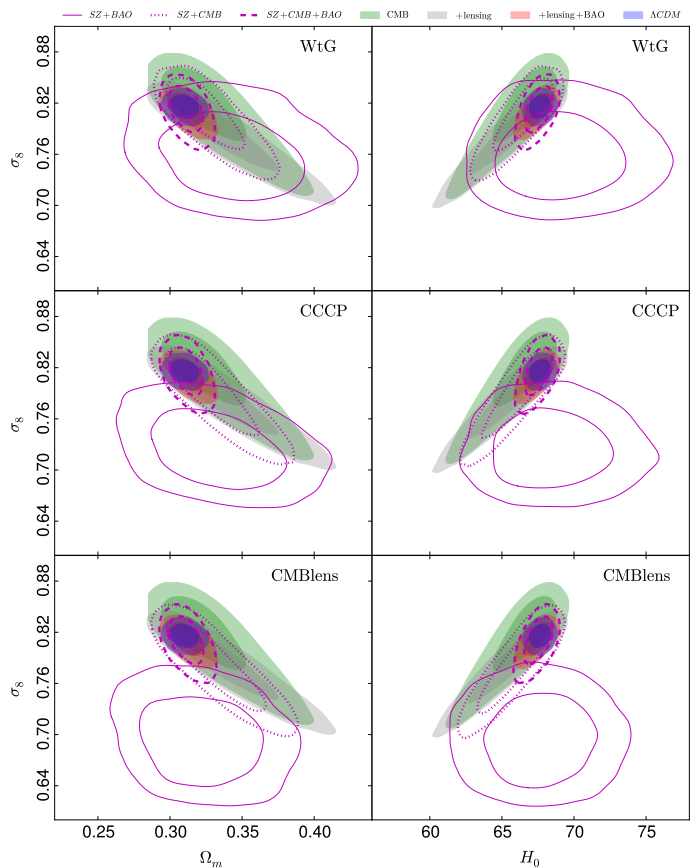 SZ+BAO SZ+CMB SZ+CMB+BAO CMB +lensing +lensing+BAO ΛCDM
WtG WtG
0.88
0.82
0.76
0.70
0.64
σ8
CCCP CCCP
0.88
0.82
0.76
0.70
0.64
σ8
CMBlens CMBlens
0.88
0.82
0.76
0.70
0.64
σ8
0.25 0.30 0.35 0.40 60 65 70 75
Ωm H0